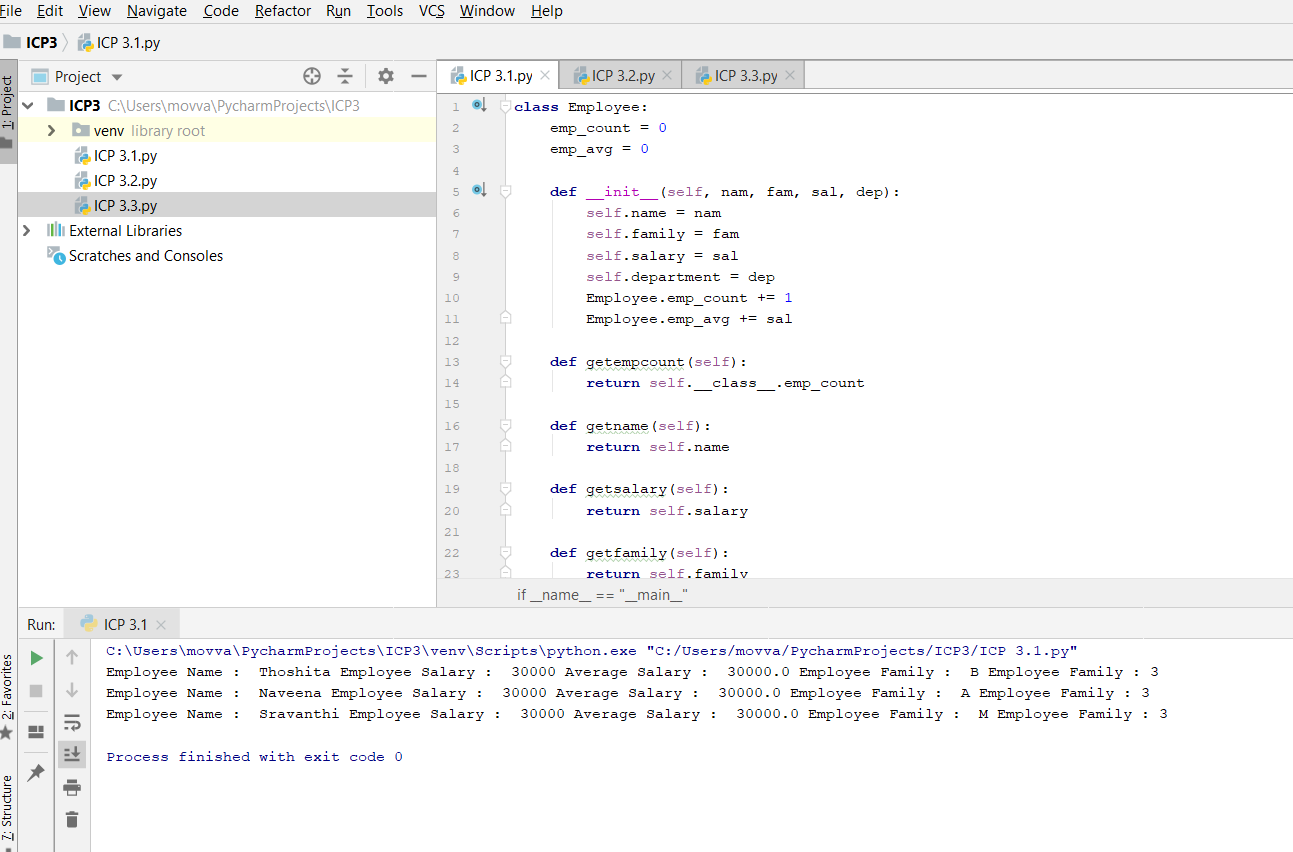 File Edit View Navigate Code Refactor Run Tools VCS Window Help
ICP3 ICP 3.1.py
1: Project
Project
ICP3 C:\Users\movva\PycharmProjects\ICP3
venv library root
ICP 3.1.py
ICP 3.2.py
ICP 3.3.py
External Libraries
Scratches and Consoles
ICP 3.1.py ICP 3.2.py ICP 3.3.py
1 class Employee:
2     emp_count = 0
3     emp_avg = 0
4
5     def __init__(self, nam, fam, sal, dep):
6         self.name = nam
7         self.family = fam
8         self.salary = sal
9         self.department = dep
10         Employee.emp_count += 1
11         Employee.emp_avg += sal
12
13     def getempcount(self):
14         return self.__class__.emp_count
15
16     def getname(self):
17         return self.name
18
19     def getsalary(self):
20         return self.salary
21
22     def getfamily(self):
23         return self.family
if __name__ == "__main__"
Run: ICP 3.1
C:\Users\movva\PycharmProjects\ICP3\venv\Scripts\python.exe "C:/Users/movva/PycharmProjects/ICP3/ICP 3.1.py"
Employee Name :  Thoshita Employee Salary :  30000 Average Salary :  30000.0 Employee Family :  B Employee Family : 3
Employee Name :  Naveena Employee Salary :  30000 Average Salary :  30000.0 Employee Family :  A Employee Family : 3
Employee Name :  Sravanthi Employee Salary :  30000 Average Salary :  30000.0 Employee Family :  M Employee Family : 3
Process finished with exit code 0
2: Favorites
7: Structure